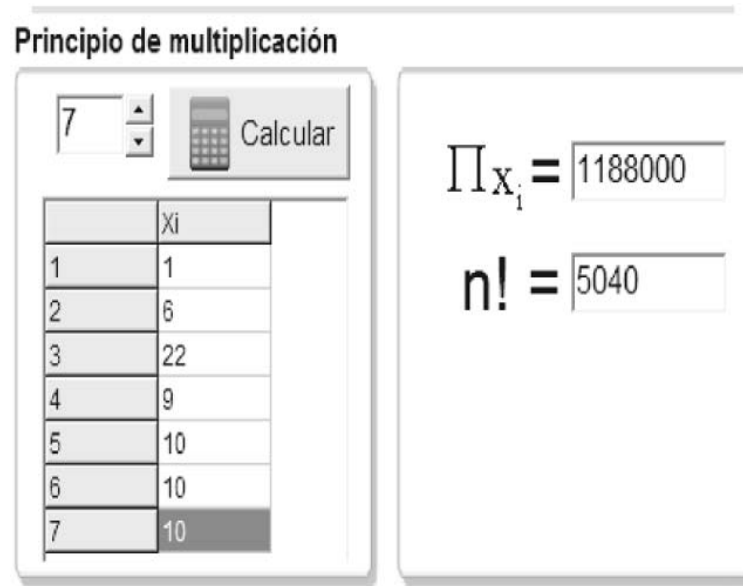 Principio de multiplicación
7 Calcular
Xi
1 1
2 6
3 22
4 9
5 10
6 10
7 10
∏xᵢ = 1188000
n! = 5040